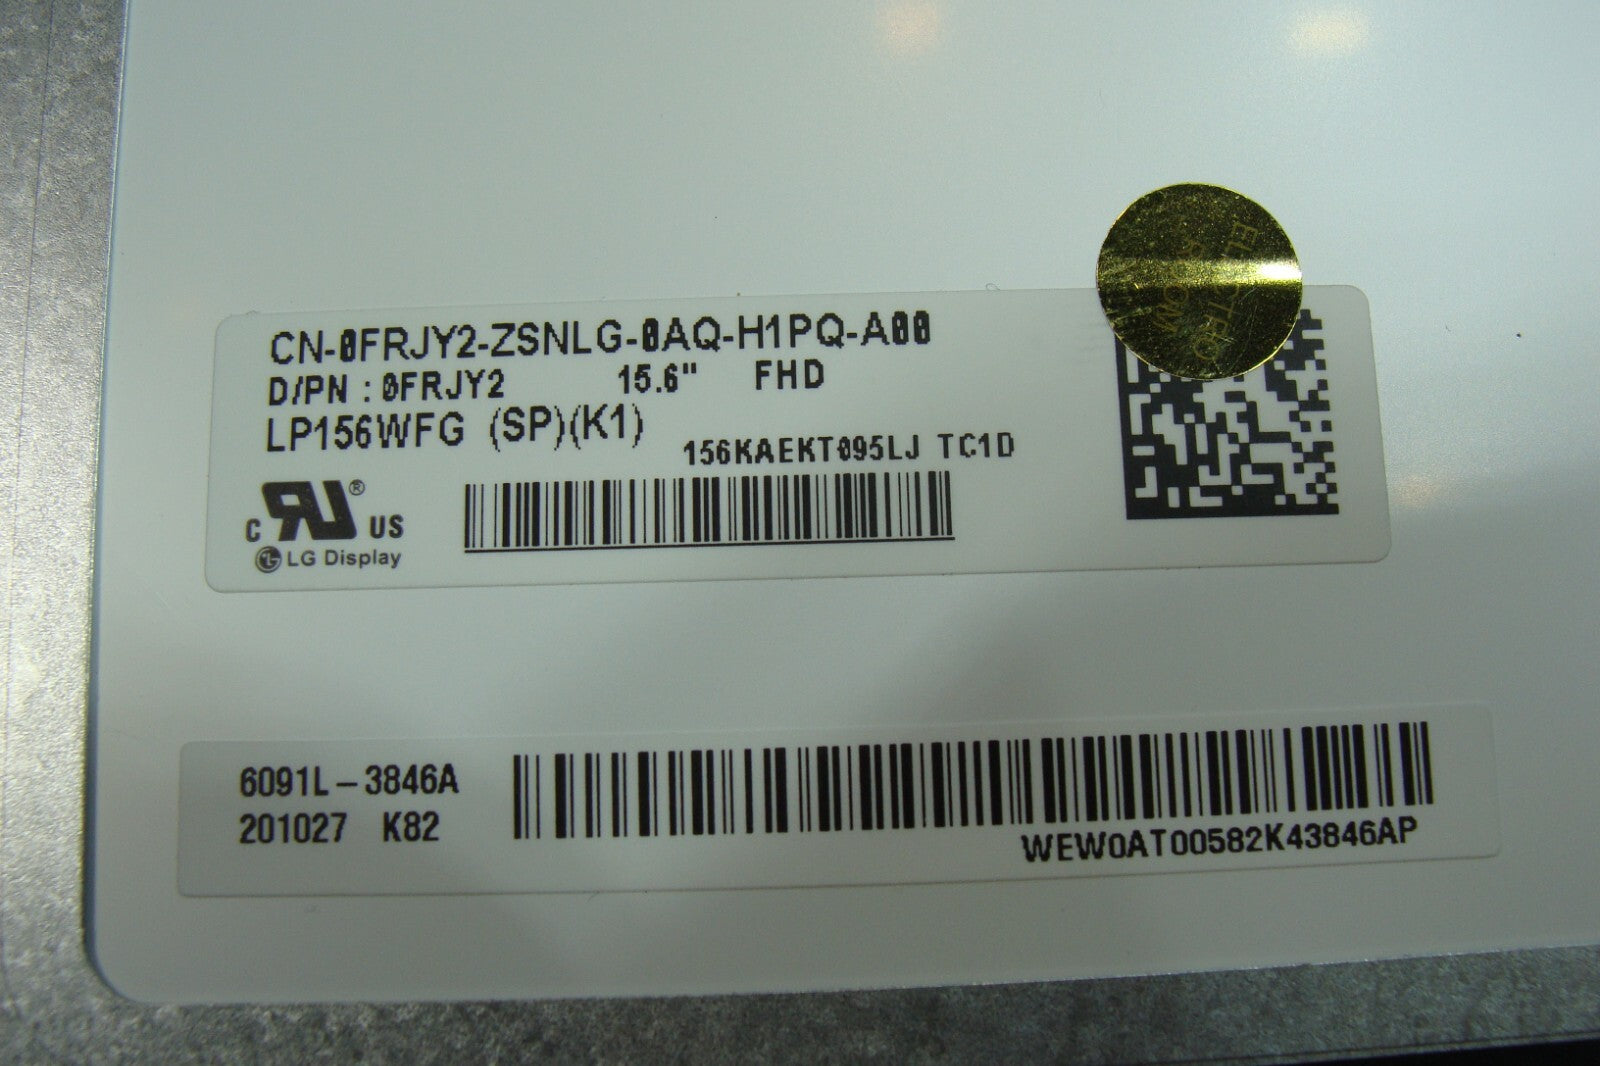 CN-0FRJY2-ZSNLG-0AQ-H1PQ-A00
D/PN : 0FRJY2 15.6" FHD
LP156WFG (SP)(K1)
156KAEKT095LJ TC1D
C RU® US
LG Display
6091L-3846A
201027 K82
WEW0AT00582K43846AP